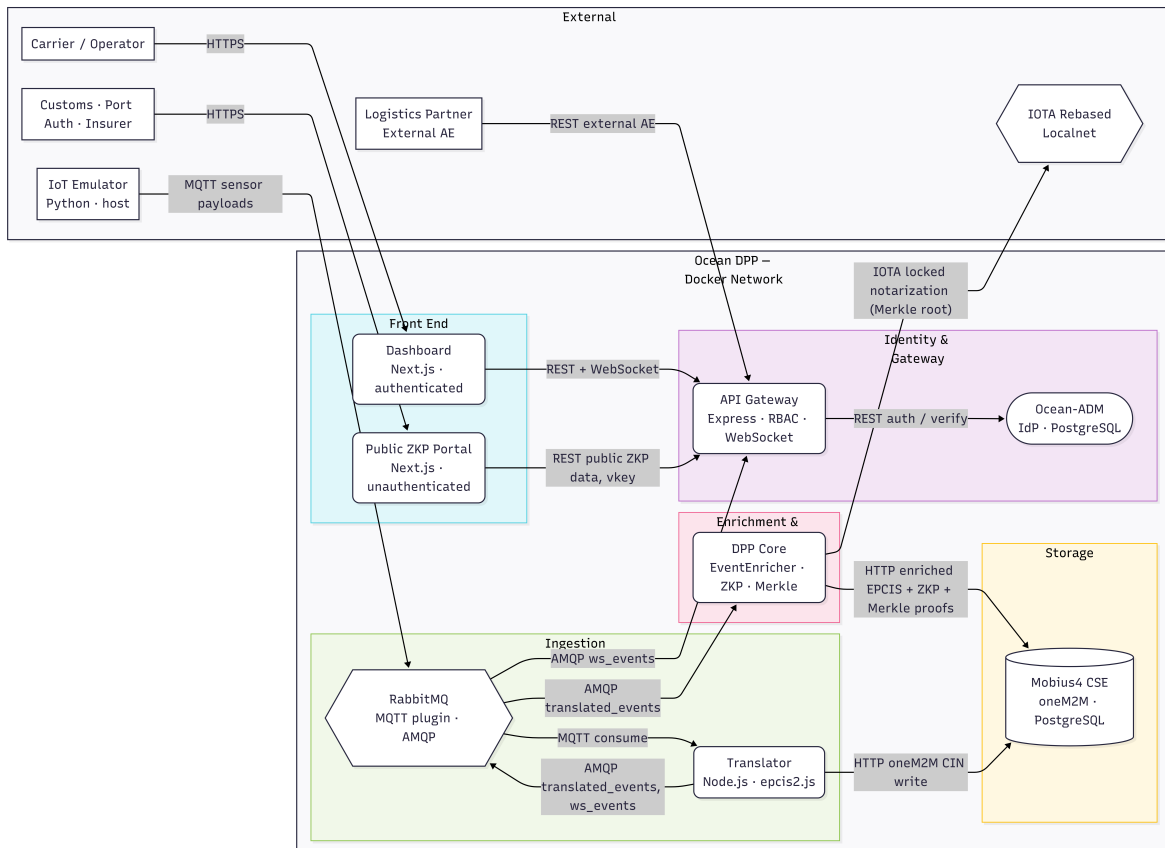 External
Carrier / Operator
HTTPS
Customs · Port
Auth · Insurer
HTTPS
Logistics Partner
External AE
REST external AE
IOTA Rebased
Localnet
IoT Emulator
Python · host
MQTT sensor
payloads
Ocean DPP —
Docker Network
IOTA locked
notarization
(Merkle root)
Front End
Dashboard
Next.js ·
authenticated
REST + WebSocket
Identity &
Gateway
API Gateway
Express · RBAC ·
WebSocket
REST auth / verify
Ocean-ADM
IdP · PostgreSQL
Public ZKP Portal
Next.js ·
unauthenticated
REST public ZKP
data, vkey
Enrichment &
DPP Core
EventEnricher ·
ZKP · Merkle
HTTP enriched
EPCIS + ZKP +
Merkle proofs
Storage
Mobius4 CSE
oneM2M ·
PostgreSQL
Ingestion
AMQP ws_events
AMQP
translated_events
RabbitMQ
MQTT plugin ·
AMQP
MQTT consume
AMQP
translated_events,
ws_events
Translator
Node.js · epcis2.js
HTTP oneM2M CIN
write